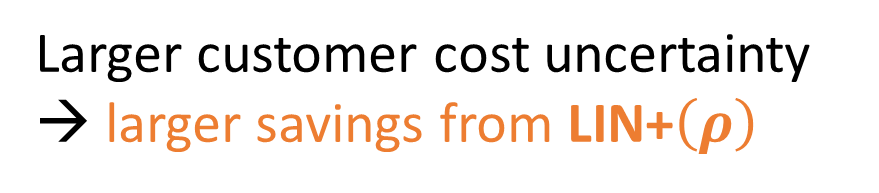 Larger customer cost uncertainty
→ larger savings from LIN+(ρ)